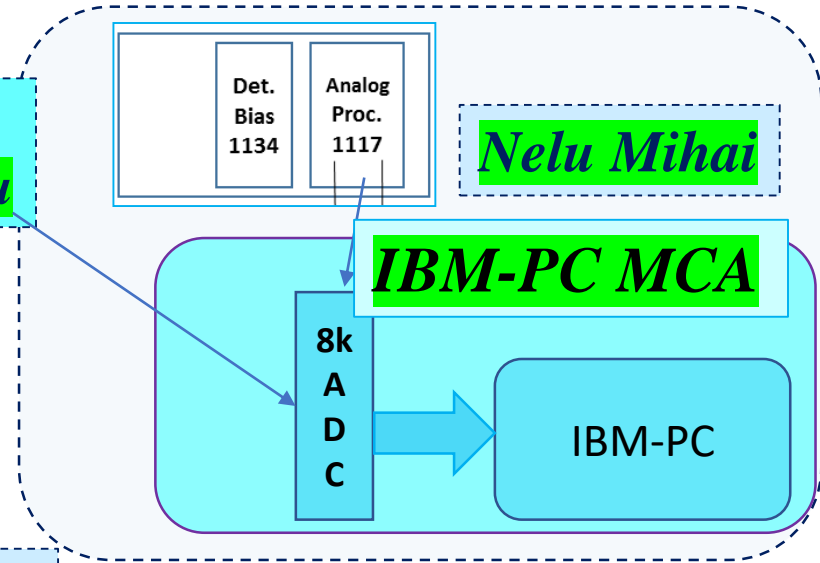 Det.
Bias
1134
Analog
Proc.
1117
Nelu Mihai
IBM-PC MCA
8k
A
D
C
IBM-PC